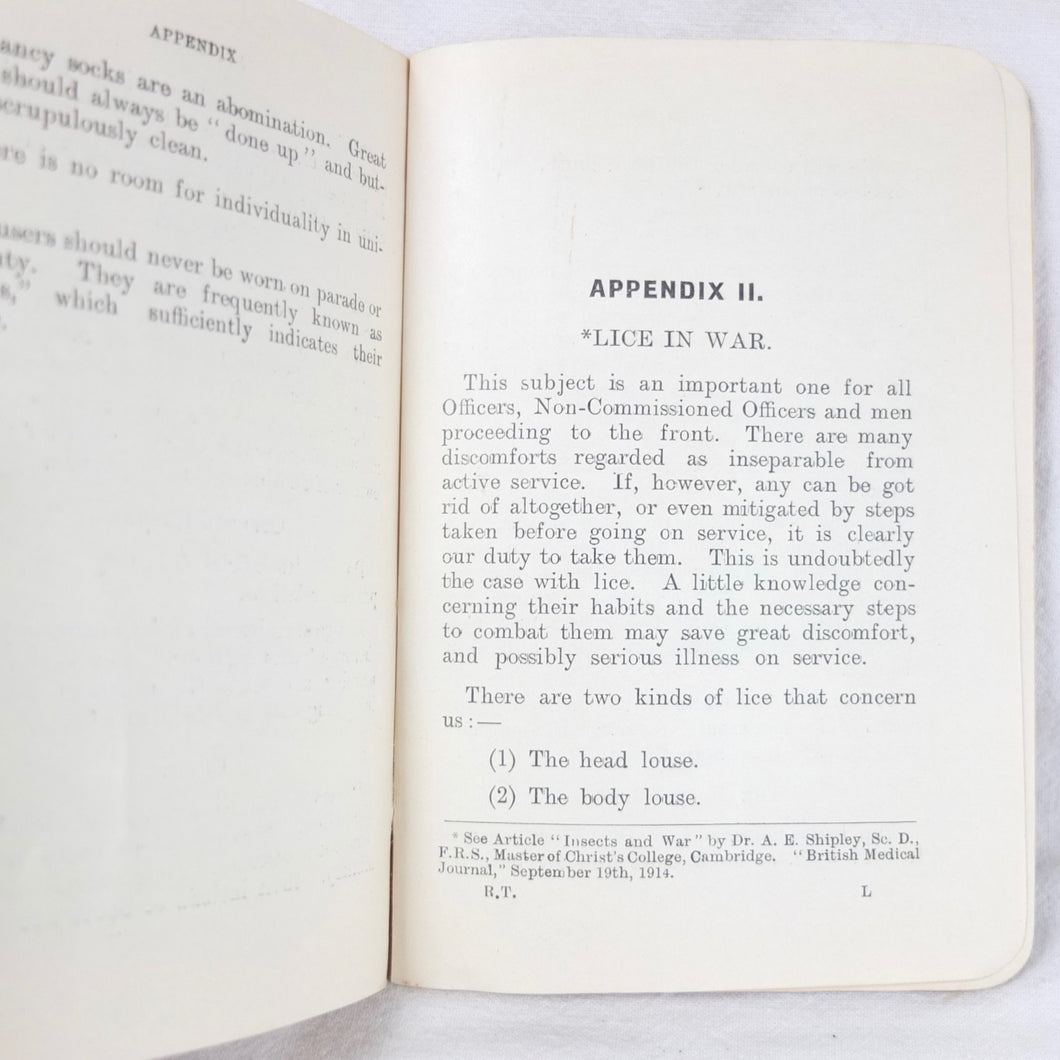 APPENDIX
ancy socks are an abomination. Great
should always be "done up" and but-
scrupulously clean.
ere is no room for individuality in uni-
users should never be worn on parade or
uty. They are frequently known as
s," which sufficiently indicates their
APPENDIX II.
*LICE IN WAR.
This subject is an important one for all
Officers, Non-Commissioned Officers and men
proceeding to the front. There are many
discomforts regarded as inseparable from
active service. If, however, any can be got
rid of altogether, or even mitigated by steps
taken before going on service, it is clearly
our duty to take them. This is undoubtedly
the case with lice. A little knowledge con-
cerning their habits and the necessary steps
to combat them may save great discomfort,
and possibly serious illness on service.
There are two kinds of lice that concern
us :—
(1) The head louse.
(2) The body louse.
* See Article "Insects and War" by Dr. A. E. Shipley, Sc. D.,
F.R.S., Master of Christ's College, Cambridge. "British Medical
Journal," September 19th, 1914.
R.T. L